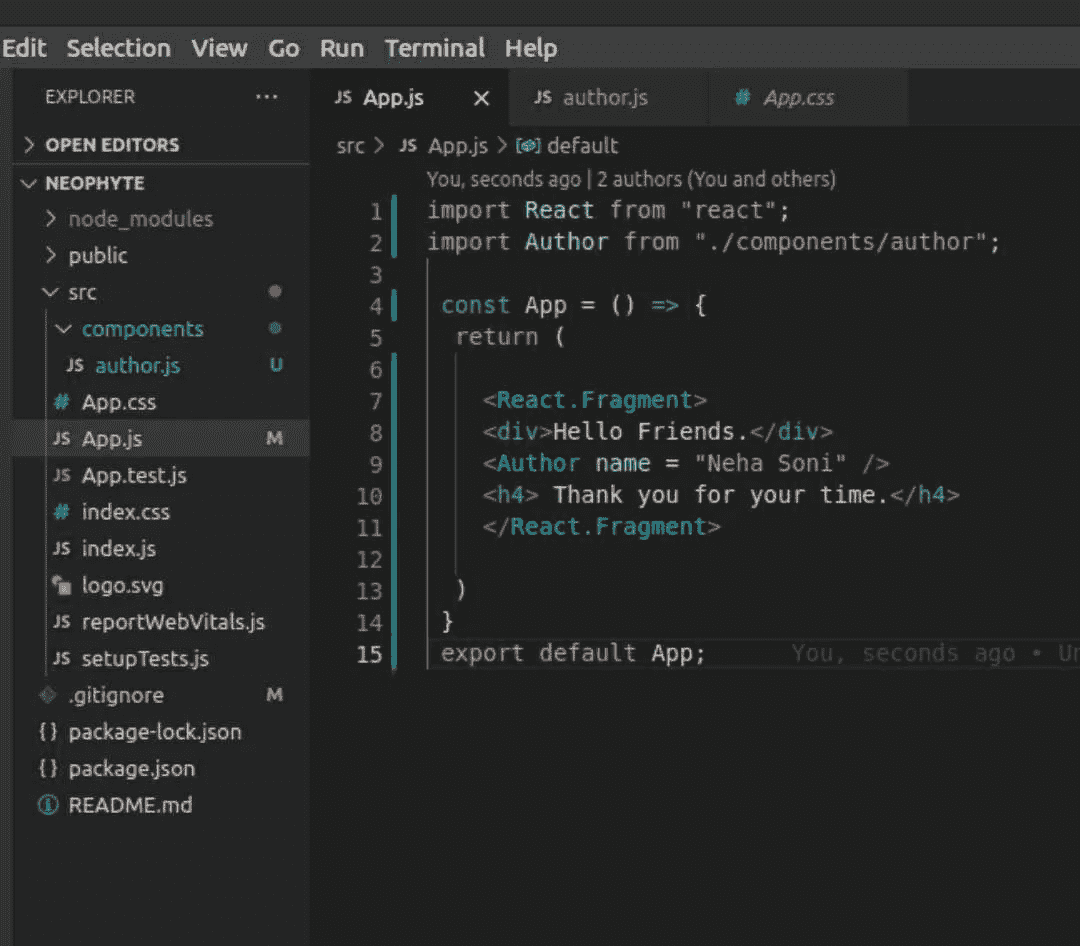 Edit Selection View Go Run Terminal Help
EXPLORER ...
OPEN EDITORS
NEOPHYTE
node_modules
public
src
components
JS author.js U
# App.css
JS App.js M
JS App.test.js
# index.css
JS index.js
logo.svg
JS reportWebVitals.js
JS setupTests.js
.gitignore M
{} package-lock.json
{} package.json
README.md
JS App.js × JS author.js # App.css
src > JS App.js > default
You, seconds ago | 2 authors (You and others)
1 import React from "react";
2 import Author from "./components/author";
3
4 const App = () => {
5 return (
6
7 <React.Fragment>
8 <div>Hello Friends.</div>
9 <Author name = "Neha Soni" />
10 <h4> Thank you for your time.</h4>
11 </React.Fragment>
12
13 )
14 }
15 export default App; You, seconds ago •